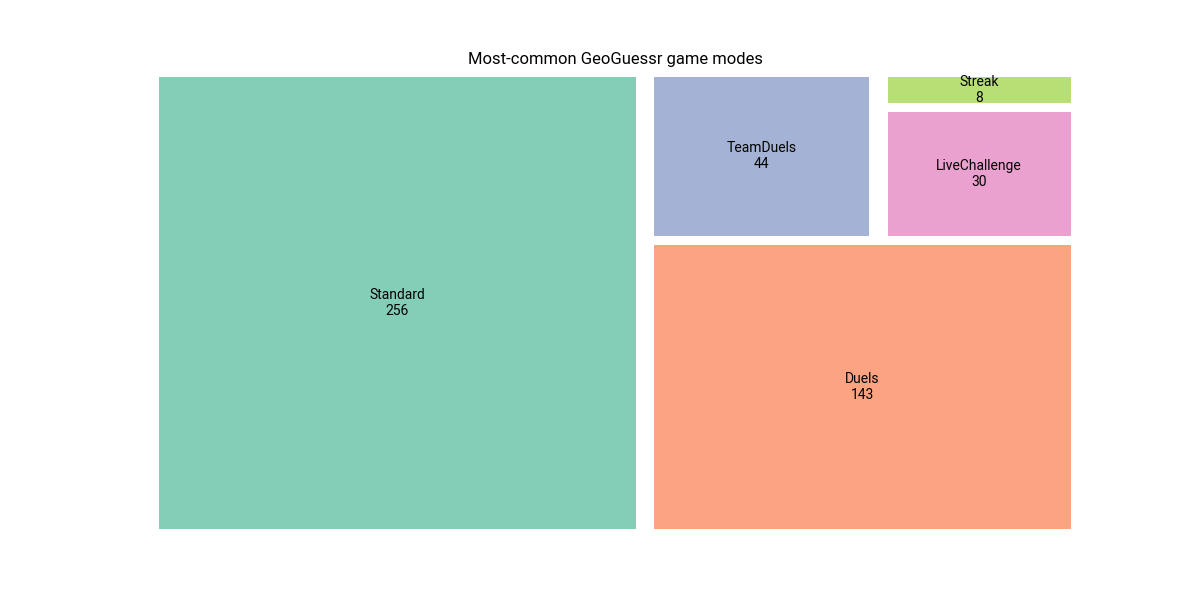 Most-common GeoGuessr game modes
Standard
256
TeamDuels
44
Streak
8
LiveChallenge
30
Duels
143